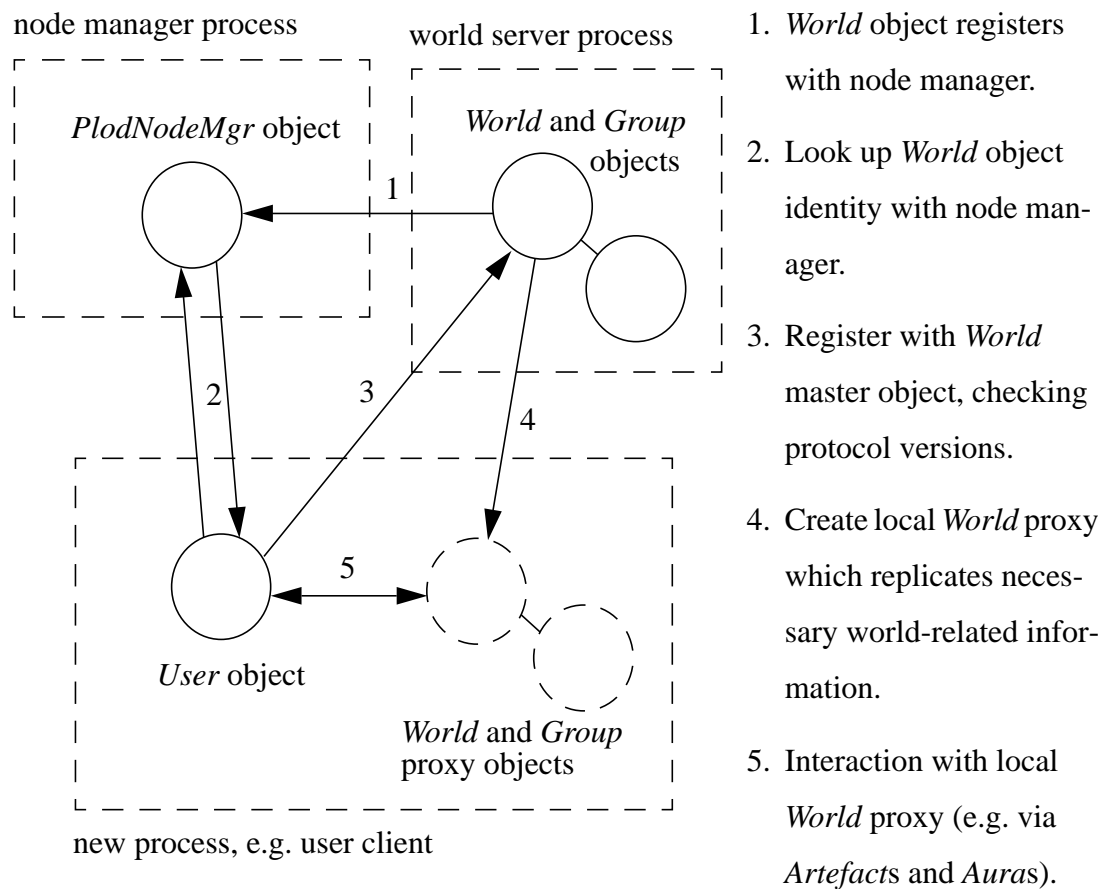 node manager process
world server process
PlodNodeMgr object
World and Group
objects
1
2
3
4
5
User object
World and Group
proxy objects
new process, e.g. user client
1. World object registers
with node manager.
2. Look up World object
identity with node man-
ager.
3. Register with World
master object, checking
protocol versions.
4. Create local World proxy
which replicates neces-
sary world-related infor-
mation.
5. Interaction with local
World proxy (e.g. via
Artefacts and Auras).